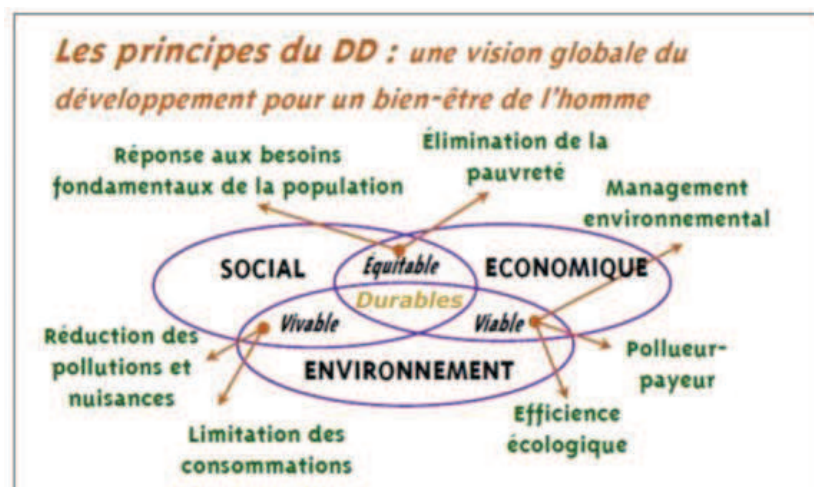 Les principes du DD : une vision globale du
développement pour un bien-être de l'homme
Réponse aux besoins
fondamentaux de la population
Élimination de la
pauvreté
Management
environnemental
SOCIAL
Équitable
ECONOMIQUE
Durables
Vivable
Viable
ENVIRONNEMENT
Réduction des
pollutions et
nuisances
Limitation des
consommations
Efficience
écologique
Pollueur-
payeur